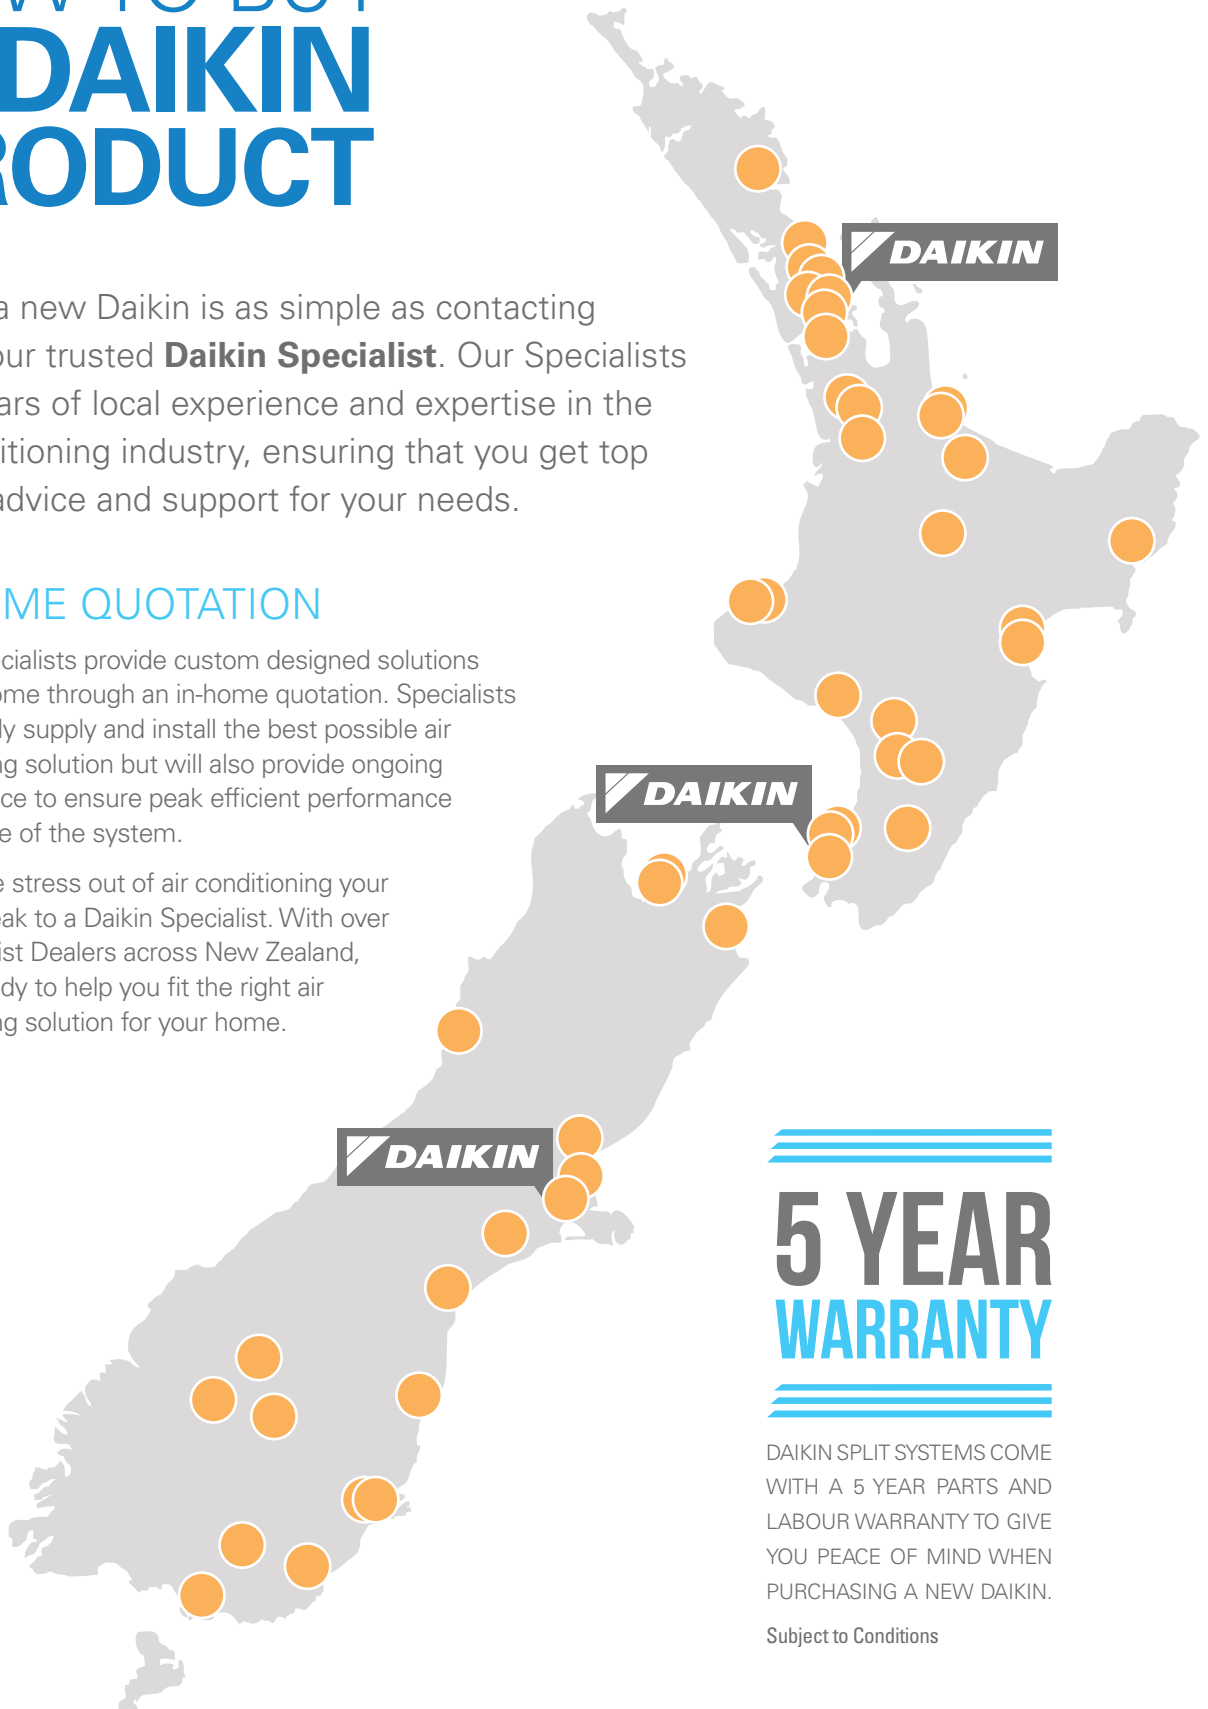 W TO BUY
DAIKIN
RODUCT
a new Daikin is as simple as contacting
our trusted Daikin Specialist. Our Specialists
ars of local experience and expertise in the
itioning industry, ensuring that you get top
advice and support for your needs.
ME QUOTATION
cialists provide custom designed solutions
ome through an in-home quotation. Specialists
ly supply and install the best possible air
ng solution but will also provide ongoing
ce to ensure peak efficient performance
e of the system.
e stress out of air conditioning your
eak to a Daikin Specialist. With over
ist Dealers across New Zealand,
dy to help you fit the right air
ng solution for your home.
DAIKIN
DAIKIN
DAIKIN
5 YEAR
WARRANTY
DAIKIN SPLIT SYSTEMS COME
WITH A 5 YEAR PARTS AND
LABOUR WARRANTY TO GIVE
YOU PEACE OF MIND WHEN
PURCHASING A NEW DAIKIN.
Subject to Conditions